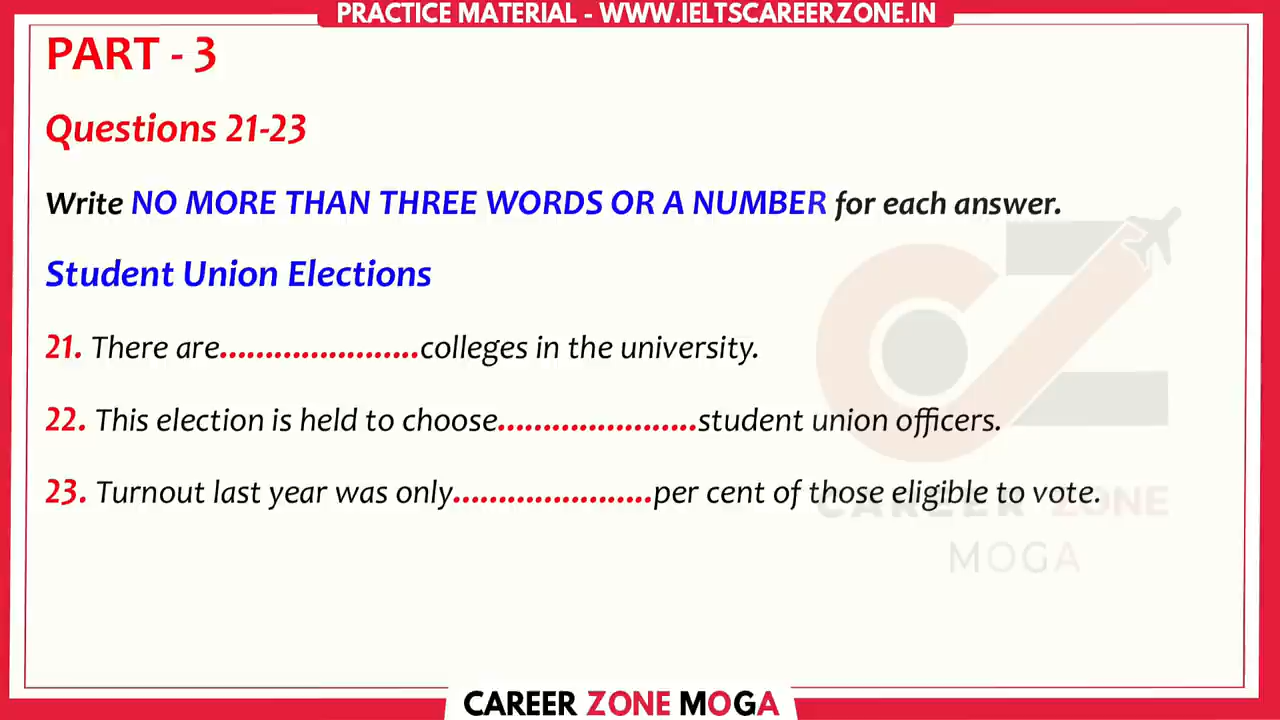 PRACTICE MATERIAL - WWW.IELTSCAREERZONE.IN
PART - 3
Questions 21-23
Write NO MORE THAN THREE WORDS OR A NUMBER for each answer.
Student Union Elections
21. There are......................colleges in the university.
22. This election is held to choose......................student union officers.
23. Turnout last year was only......................per cent of those eligible to vote.
CAREER ZONE
MOGA
CAREER ZONE MOGA